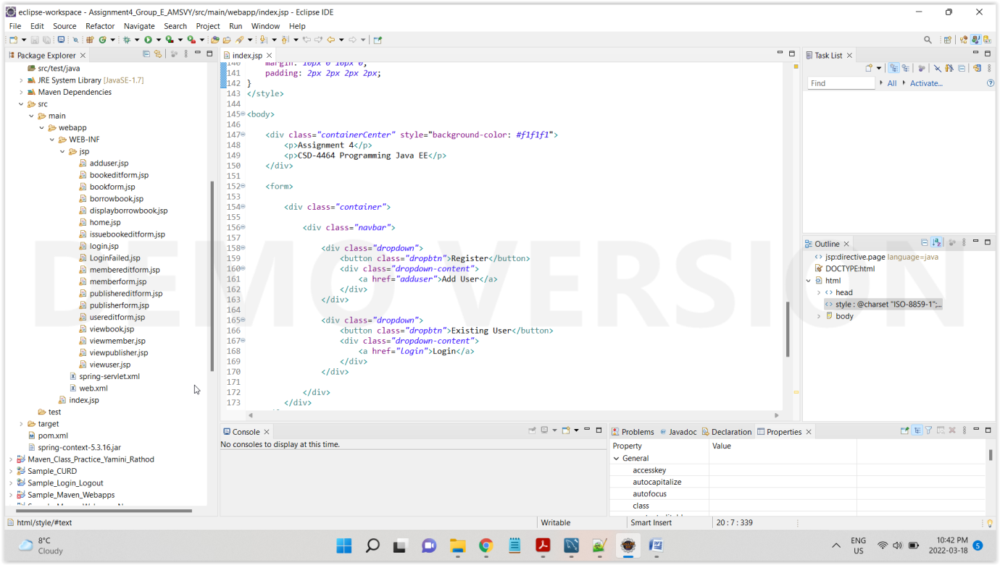 eclipse-workspace - Assignment4_Group_E_AMSVY/src/main/webapp/index.jsp - Eclipse IDE
File Edit Source Refactor Navigate Search Project Run Window Help
Package Explorer
src/test/java
JRE System Library [JavaSE-1.7]
Maven Dependencies
src
main
webapp
WEB-INF
jsp
adduser.jsp
bookeditform.jsp
bookform.jsp
borrowbook.jsp
displayborrowbook.jsp
home.jsp
issuebookeditform.jsp
login.jsp
LoginFailed.jsp
membereditform.jsp
memberform.jsp
publishereditform.jsp
publisherform.jsp
usereditform.jsp
viewbook.jsp
viewmember.jsp
viewpublisher.jsp
viewuser.jsp
spring-servlet.xml
web.xml
index.jsp
test
target
pom.xml
spring-context-5.3.16.jar
Maven_Class_Practice_Yamini_Rathod
Sample_CURD
Sample_Login_Logout
Sample_Maven_Webapps
index.jsp
140 margin: 10px 0 10px 0;
141 padding: 2px 2px 2px 2px;
142 }
143 </style>
144
145 <body>
146
147 <div class="containerCenter" style="background-color: #f1f1f1">
148 <p>Assignment 4</p>
149 <p>CSD-4464 Programming Java EE</p>
150 </div>
151
152 <form>
153
154 <div class="container">
155
156 <div class="navbar">
157
158 <div class="dropdown">
159 <button class="dropbtn">Register</button>
160 <div class="dropdown-content">
161 <a href="adduser">Add User</a>
162 </div>
163 </div>
164
165 <div class="dropdown">
166 <button class="dropbtn">Existing User</button>
167 <div class="dropdown-content">
168 <a href="login">Login</a>
169 </div>
170 </div>
171
172 </div>
173 </div>
DEMO VERSION
Task List
Find All Activate...
Outline
jsp:directive.page language=java
DOCTYPE:html
html
head
style : @charset "ISO-8859-1";...
body
Console
No consoles to display at this time.
Problems Javadoc Declaration Properties
Property Value
General
accesskey
autocapitalize
autofocus
class
html/style/#text Writable Smart Insert 20 : 7 : 339
8°C
Cloudy
ENG
US
10:42 PM
2022-03-18
5